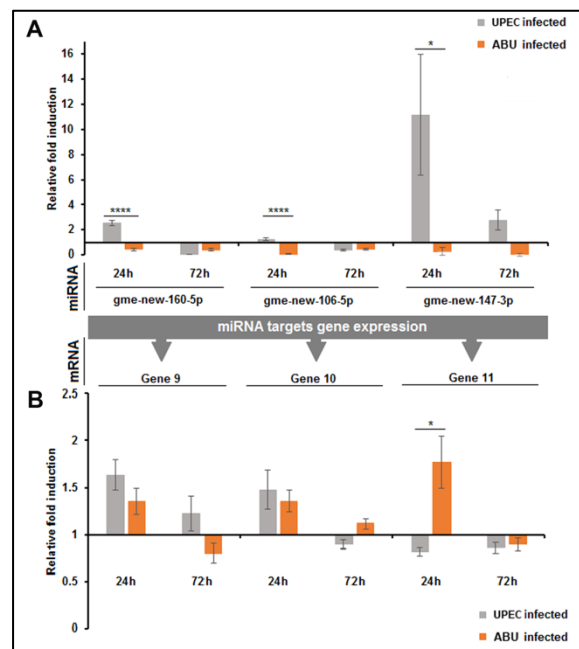 A
UPEC infected
ABU infected
Relative fold induction
16
14
12
10
8
6
4
2
0
****
****
*
24h 72h 24h 72h 24h 72h
miRNA
gme-new-160-5p gme-new-106-5p gme-new-147-3p
miRNA targets gene expression
mRNA
Gene 9 Gene 10 Gene 11
B
Relative fold induction
2.5
2
1.5
1
0.5
0
*
24h 72h 24h 72h 24h 72h
UPEC infected
ABU infected